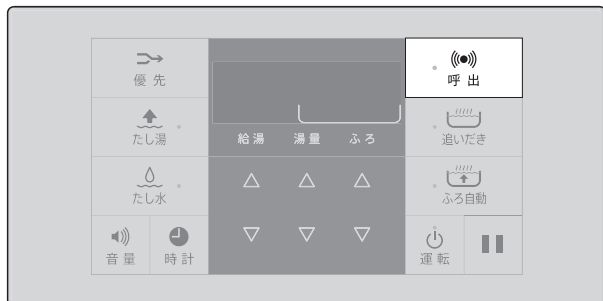 優先
呼出
たし湯
給湯 湯量 ふろ
追いだき
たし水
ふろ自動
音量 時計
運転